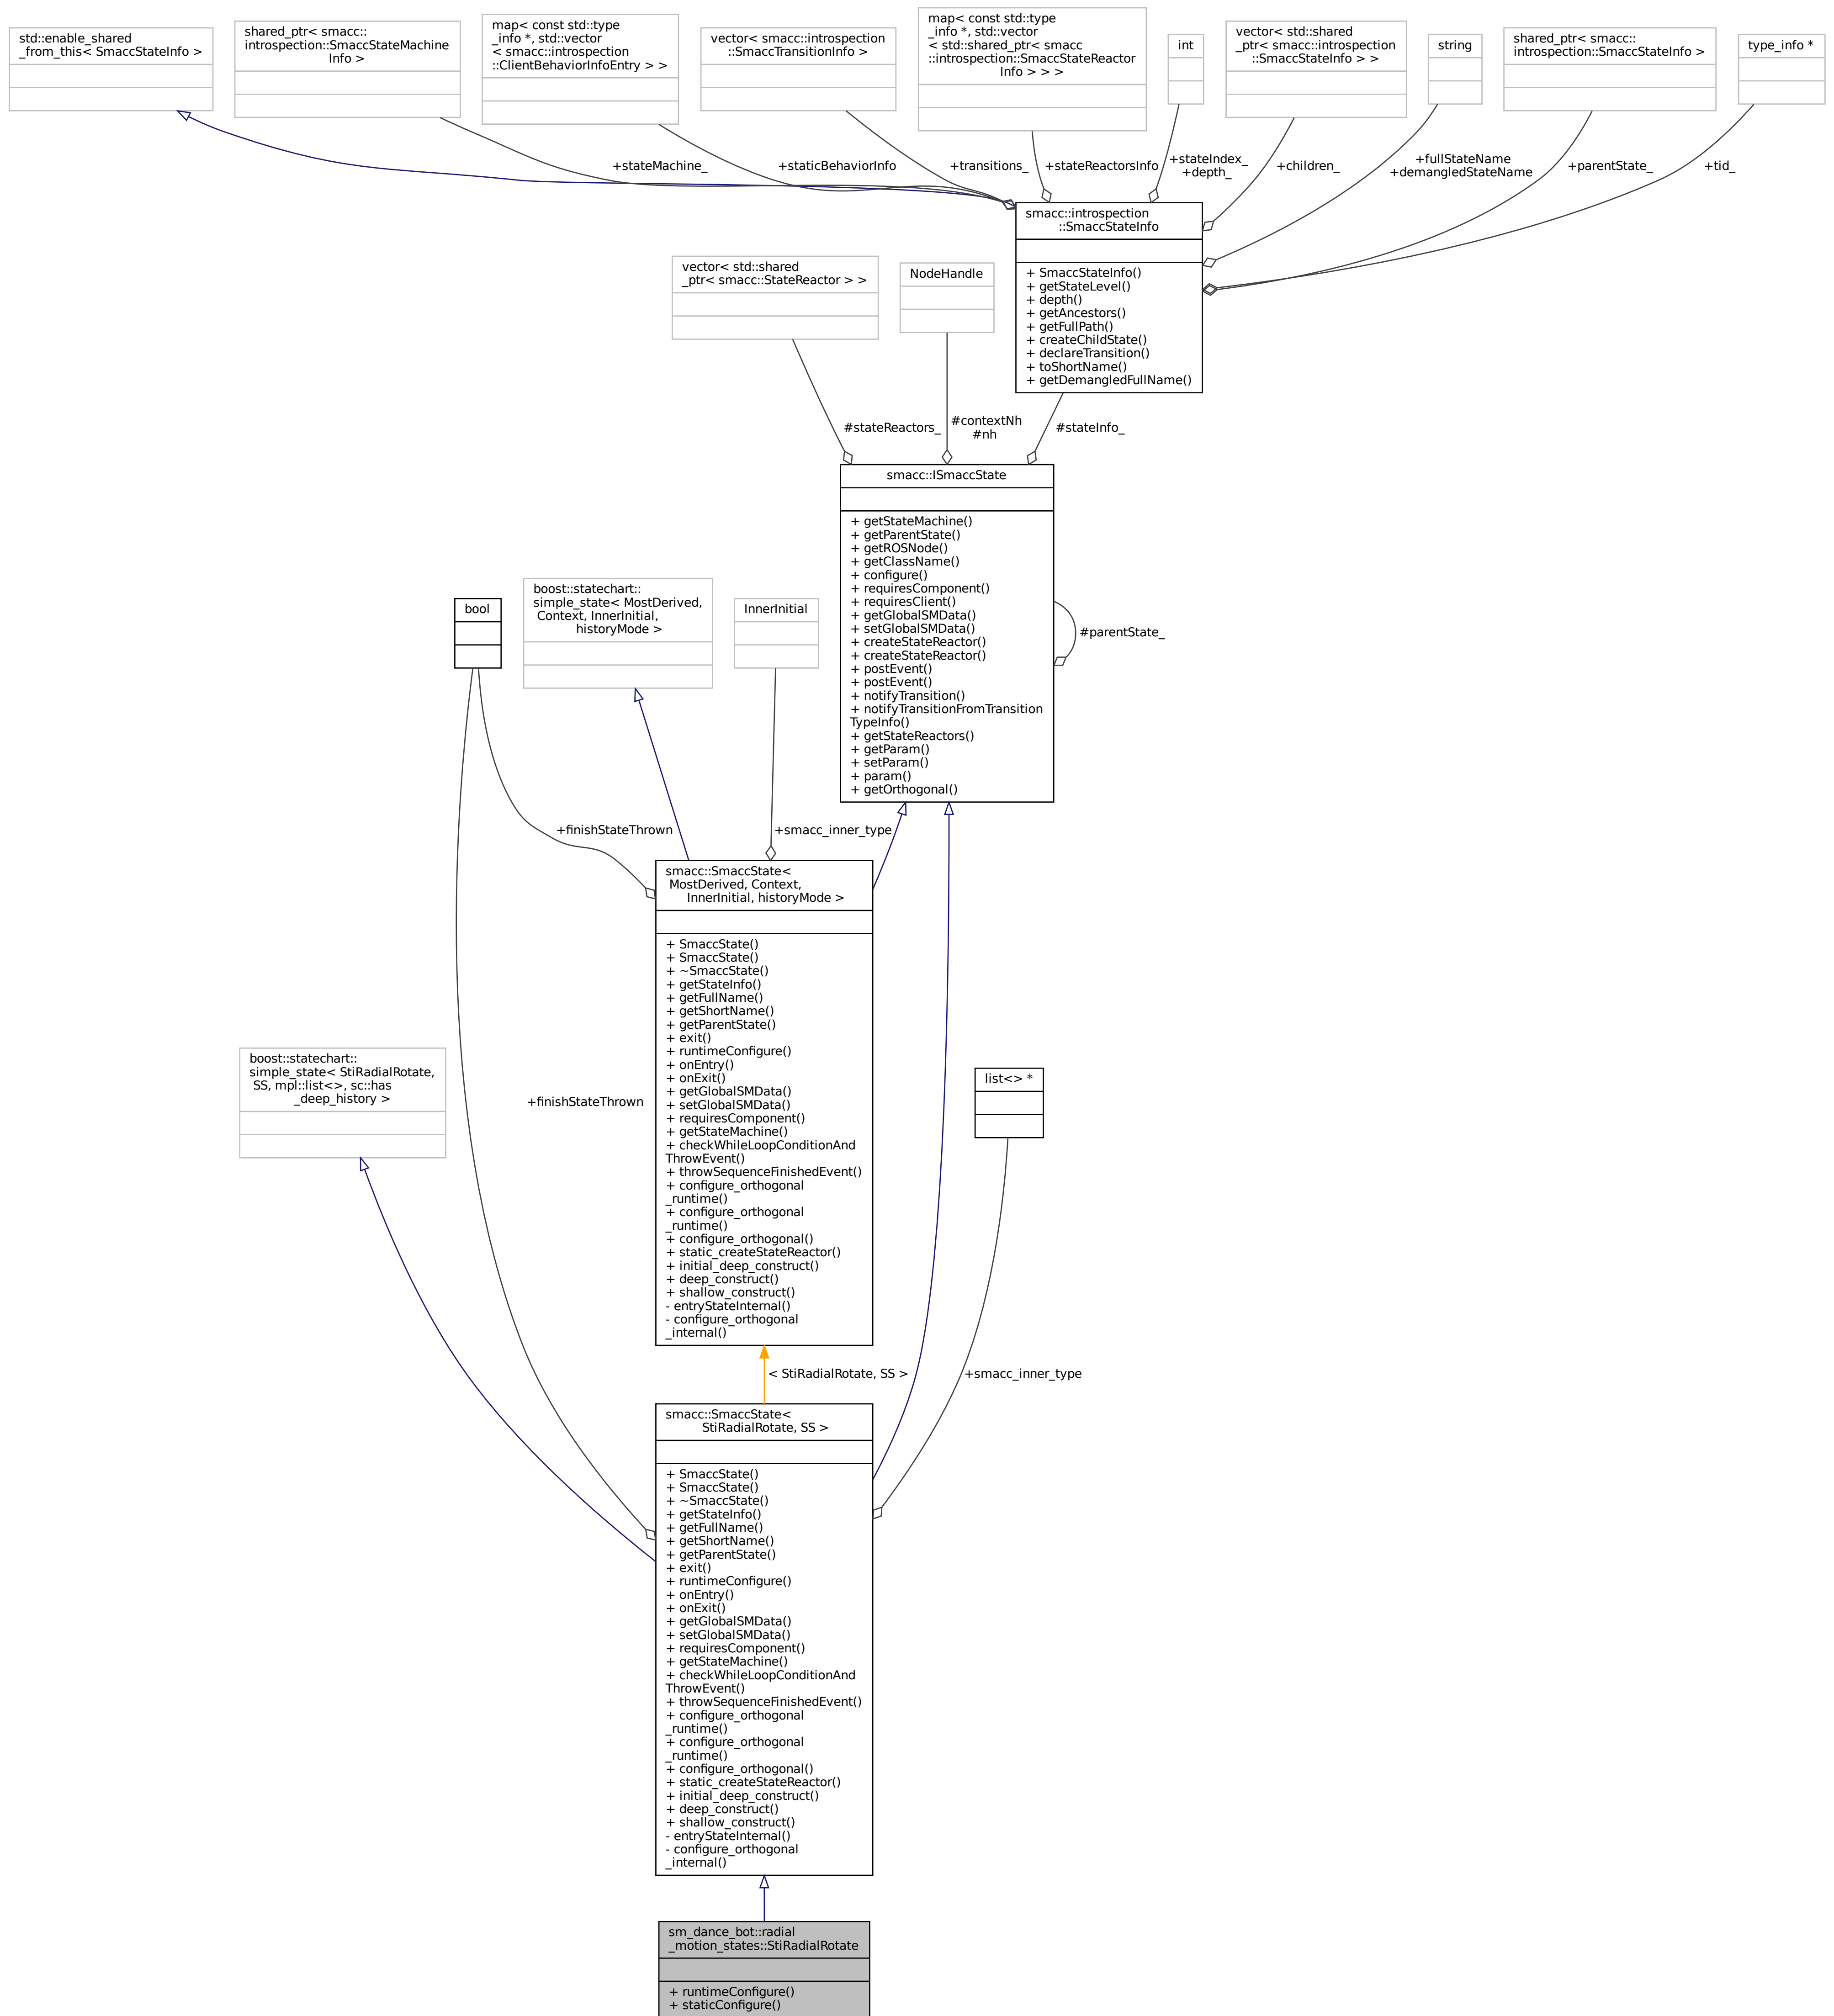 std::enable_shared
_from_this< SmaccStateInfo >
shared_ptr< smacc::
introspection::SmaccStateMachine
Info >
map< const std::type
_info *, std::vector
< smacc::introspection
::ClientBehaviorInfoEntry > >
vector< smacc::introspection
::SmaccTransitionInfo >
map< const std::type
_info *, std::vector
< std::shared_ptr< smacc
::introspection::SmaccStateReactor
Info > > >
int
vector< std::shared
_ptr< smacc::introspection
::SmaccStateInfo > >
string
shared_ptr< smacc::
introspection::SmaccStateInfo >
type_info *
+stateMachine_
+staticBehaviorInfo
+transitions_
+stateReactorsInfo
+stateIndex_
+depth_
+children_
+fullStateName
+demangledStateName
+parentState_
+tid_
smacc::introspection
::SmaccStateInfo
+ SmaccStateInfo()
+ getStateLevel()
+ depth()
+ getAncestors()
+ getFullPath()
+ createChildState()
+ declareTransition()
+ toShortName()
+ getDemangledFullName()
vector< std::shared
_ptr< smacc::StateReactor > >
NodeHandle
#stateReactors_
#contextNh
#nh
#stateInfo_
smacc::ISmaccState
+ getStateMachine()
+ getParentState()
+ getROSNode()
+ getClassName()
+ configure()
+ requiresComponent()
+ requiresClient()
+ getGlobalSMData()
+ setGlobalSMData()
+ createStateReactor()
+ createStateReactor()
+ postEvent()
+ postEvent()
+ notifyTransition()
+ notifyTransitionFromTransition
TypeInfo()
+ getStateReactors()
+ getParam()
+ setParam()
+ param()
+ getOrthogonal()
#parentState_
bool
boost::statechart::
simple_state< MostDerived,
Context, InnerInitial,
historyMode >
InnerInitial
+finishStateThrown
+smacc_inner_type
smacc::SmaccState<
MostDerived, Context,
InnerInitial, historyMode >
+ SmaccState()
+ SmaccState()
+ ~SmaccState()
+ getStateInfo()
+ getFullName()
+ getShortName()
+ getParentState()
+ exit()
+ runtimeConfigure()
+ onEntry()
+ onExit()
+ getGlobalSMData()
+ setGlobalSMData()
+ requiresComponent()
+ getStateMachine()
+ checkWhileLoopConditionAnd
ThrowEvent()
+ throwSequenceFinishedEvent()
+ configure_orthogonal
_runtime()
+ configure_orthogonal
_runtime()
+ configure_orthogonal()
+ static_createStateReactor()
+ initial_deep_construct()
+ deep_construct()
+ shallow_construct()
- entryStateInternal()
- configure_orthogonal
_internal()
boost::statechart::
simple_state< StiRadialRotate,
SS, mpl::list<>, sc::has
_deep_history >
+finishStateThrown
list<> *
< StiRadialRotate, SS >
+smacc_inner_type
smacc::SmaccState<
StiRadialRotate, SS >
+ SmaccState()
+ SmaccState()
+ ~SmaccState()
+ getStateInfo()
+ getFullName()
+ getShortName()
+ getParentState()
+ exit()
+ runtimeConfigure()
+ onEntry()
+ onExit()
+ getGlobalSMData()
+ setGlobalSMData()
+ requiresComponent()
+ getStateMachine()
+ checkWhileLoopConditionAnd
ThrowEvent()
+ throwSequenceFinishedEvent()
+ configure_orthogonal
_runtime()
+ configure_orthogonal
_runtime()
+ configure_orthogonal()
+ static_createStateReactor()
+ initial_deep_construct()
+ deep_construct()
+ shallow_construct()
- entryStateInternal()
- configure_orthogonal
_internal()
sm_dance_bot::radial
_motion_states::StiRadialRotate
+ runtimeConfigure()
+ staticConfigure()